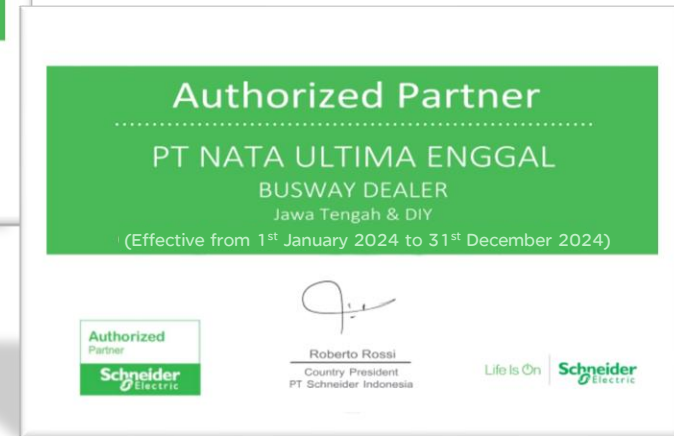 Authorized Partner
PT NATA ULTIMA ENGGAL
BUSWAY DEALER
Jawa Tengah & DIY
(Effective from 1st January 2024 to 31st December 2024)
Authorized
Partner
Schneider
Electric
Roberto Rossi
Country President
PT Schneider Indonesia
Life Is On
Schneider
Electric